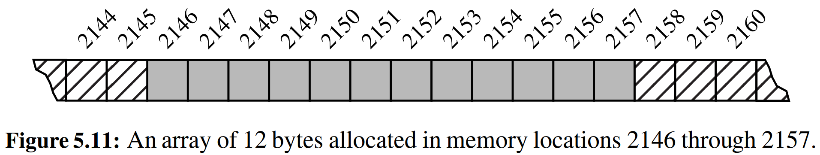 2144 2145 2146 2147 2148 2149 2150 2151 2152 2153 2154 2155 2156 2157 2158 2159 2160
Figure 5.11: An array of 12 bytes allocated in memory locations 2146 through 2157.